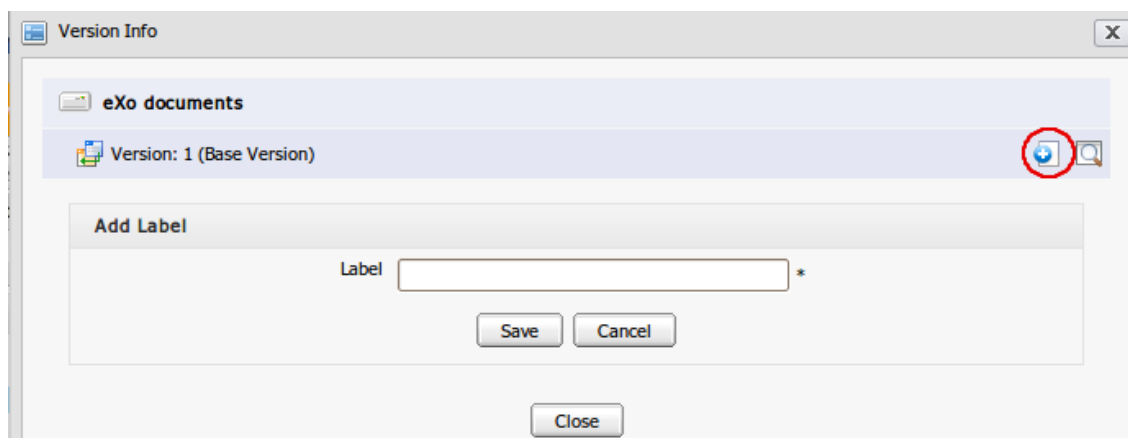 Version Info
X
eXo documents
Version: 1 (Base Version)
Add Label
Label *
Save Cancel
Close